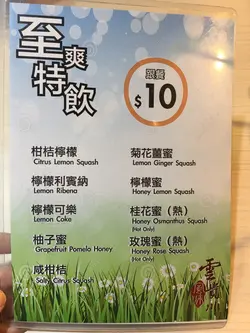 至爽特飲
跟餐
$10
柑桔檸檬
Citrus Lemon Squash
檸檬利賓納
Lemon Ribena
檸檬可樂
Lemon Coke
柚子蜜
Grapefruit Pomelo Honey
咸柑桔
Salty Citrus Squash
菊花薑蜜
Lemon Ginger Squash
檸檬蜜
Honey Lemon Squash
桂花蜜（熱）
Honey Osmanthus Squash
(Hot Only)
玫瑰蜜（熱）
Honey Rose Squash
(Hot Only)